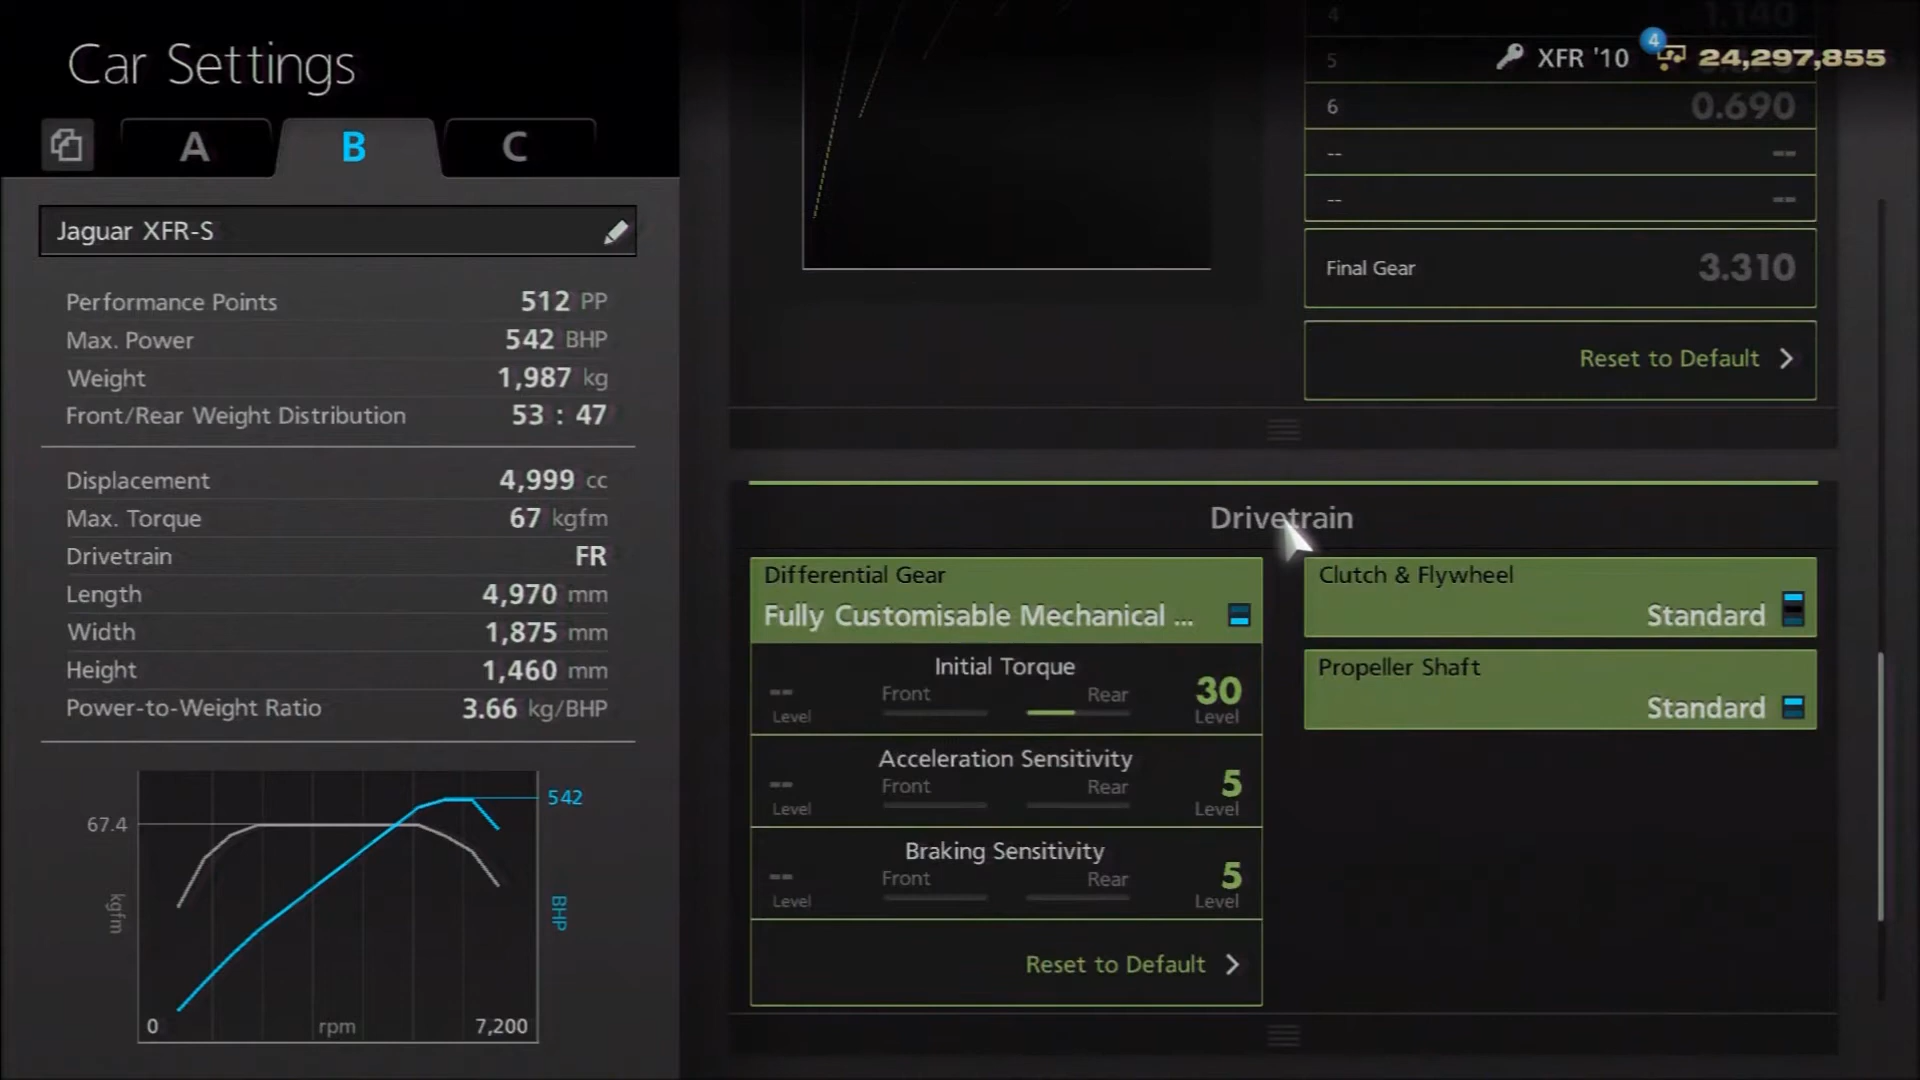 Car Settings
A
B
C
XFR '10
4
24,297,855
Jaguar XFR-S
Performance Points 512 PP
Max. Power 542 BHP
Weight 1,987 kg
Front/Rear Weight Distribution 53 : 47
Displacement 4,999 cc
Max. Torque 67 kgfm
Drivetrain FR
Length 4,970 mm
Width 1,875 mm
Height 1,460 mm
Power-to-Weight Ratio 3.66 kg/BHP
542
67.4
kgfm
BHP
0 rpm 7,200
4 1.140
5
6 0.690
-- --
-- --
Final Gear 3.310
Reset to Default
Drivetrain
Differential Gear
Fully Customisable Mechanical ...
Initial Torque
-- Front Rear 30
Level Level
Acceleration Sensitivity
-- Front Rear 5
Level Level
Braking Sensitivity
-- Front Rear 5
Level Level
Reset to Default
Clutch & Flywheel
Standard
Propeller Shaft
Standard